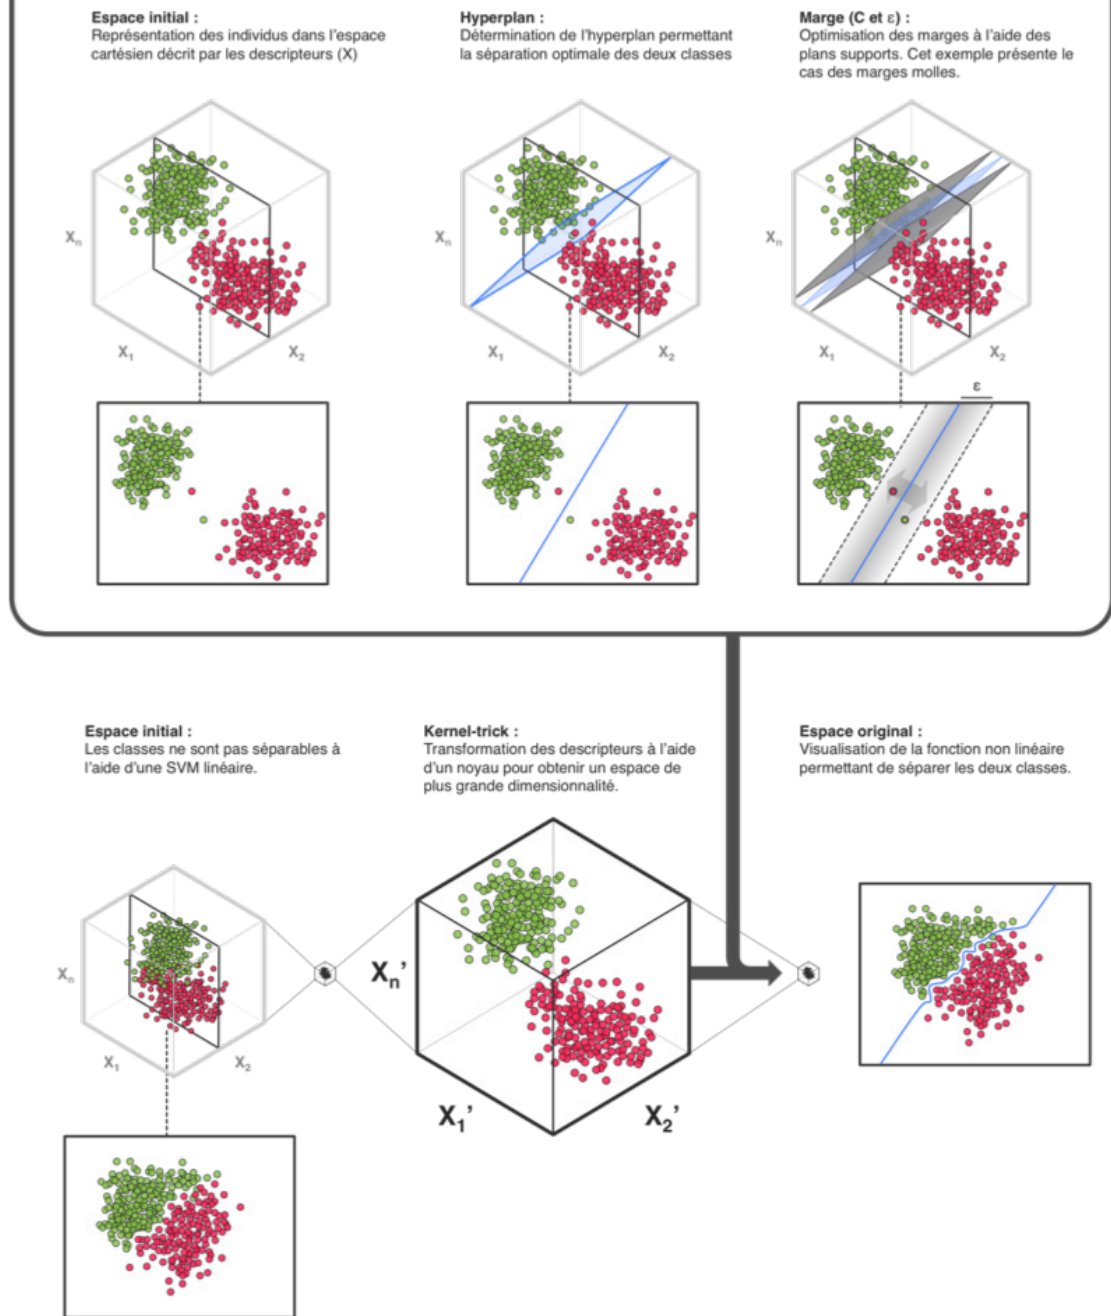 Espace initial :
Représentation des individus dans l'espace
cartésien décrit par les descripteurs (X)
Hyperplan :
Détermination de l'hyperplan permettant
la séparation optimale des deux classes
Marge (C et ε) :
Optimisation des marges à l'aide des
plans supports. Cet exemple présente le
cas des marges molles.
Xn
X1
X2
Xn
X1
X2
Xn
X1
X2
ε
Espace initial :
Les classes ne sont pas séparables à
l'aide d'une SVM linéaire.
Kernel-trick :
Transformation des descripteurs à l'aide
d'un noyau pour obtenir un espace de
plus grande dimensionnalité.
Espace original :
Visualisation de la fonction non linéaire
permettant de séparer les deux classes.
Xn
X1
X2
Xn'
X1'
X2'